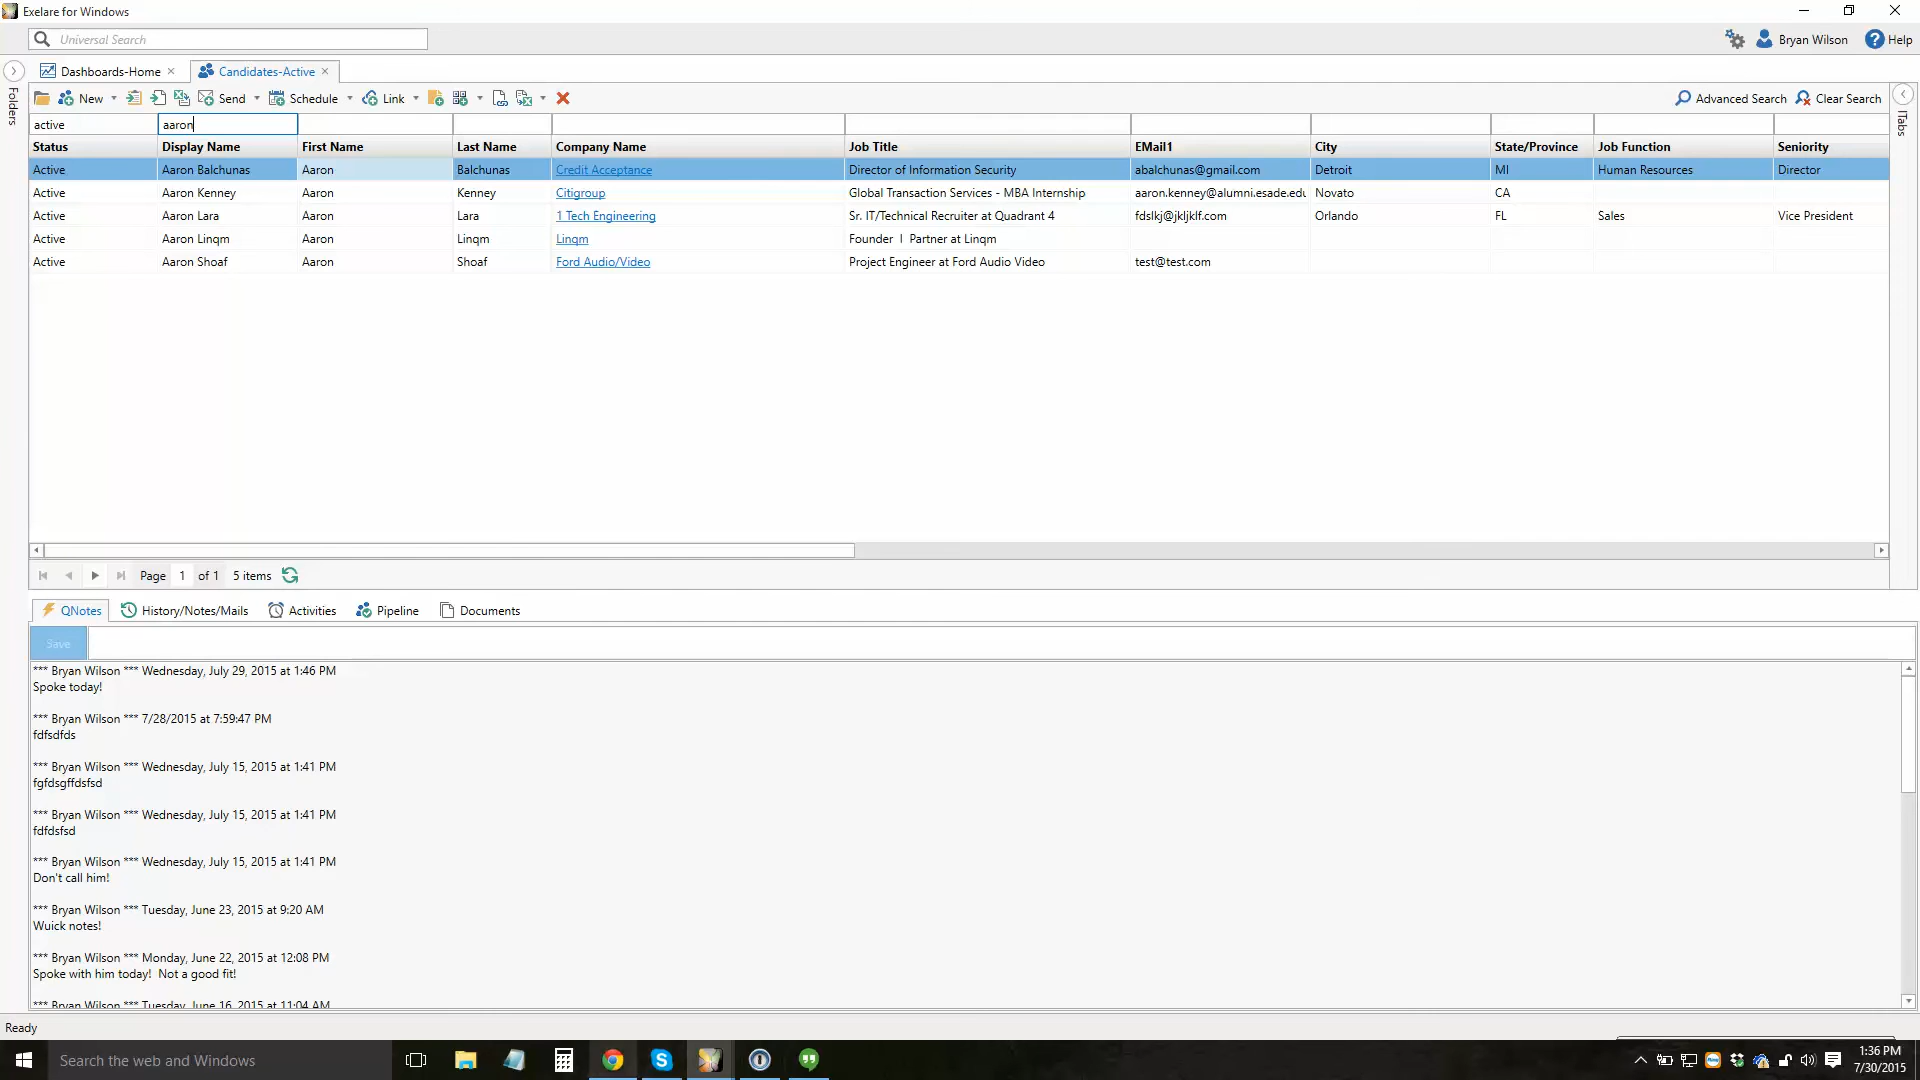 Exelare for Windows
Universal Search
Bryan Wilson Help
Folders
Dashboards-Home Candidates-Active
New Send Schedule Link Advanced Search Clear Search
ITabs
active aaron
Status Display Name First Name Last Name Company Name Job Title EMail1 City State/Province Job Function Seniority
Active Aaron Balchunas Aaron Balchunas Credit Acceptance Director of Information Security abalchunas@gmail.com Detroit MI Human Resources Director
Active Aaron Kenney Aaron Kenney Citigroup Global Transaction Services - MBA Internship aaron.kenney@alumni.esade.edu Novato CA
Active Aaron Lara Aaron Lara 1 Tech Engineering Sr. IT/Technical Recruiter at Quadrant 4 fdslkj@jkljklf.com Orlando FL Sales Vice President
Active Aaron Linqm Aaron Linqm Linqm Founder l Partner at Linqm
Active Aaron Shoaf Aaron Shoaf Ford Audio/Video Project Engineer at Ford Audio Video test@test.com
Page 1 of 1 5 items
QNotes History/Notes/Mails Activities Pipeline Documents
Save
*** Bryan Wilson *** Wednesday, July 29, 2015 at 1:46 PM
Spoke today!
*** Bryan Wilson *** 7/28/2015 at 7:59:47 PM
fdfsdfds
*** Bryan Wilson *** Wednesday, July 15, 2015 at 1:41 PM
fgfdsgffdsfsd
*** Bryan Wilson *** Wednesday, July 15, 2015 at 1:41 PM
fdfdsfsd
*** Bryan Wilson *** Wednesday, July 15, 2015 at 1:41 PM
Don't call him!
*** Bryan Wilson *** Tuesday, June 23, 2015 at 9:20 AM
Wuick notes!
*** Bryan Wilson *** Monday, June 22, 2015 at 12:08 PM
Spoke with him today!  Not a good fit!
*** Bryan Wilson *** Tuesday, June 16, 2015 at 11:04 AM
Ready
Search the web and Windows
1:36 PM
7/30/2015